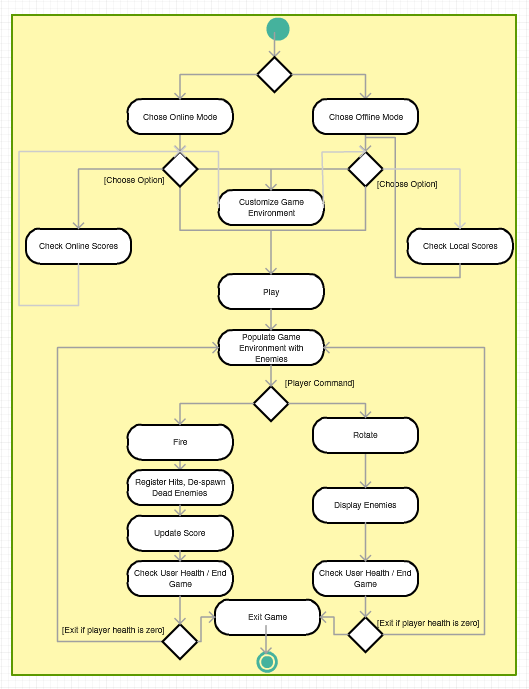 Chose Online Mode
Chose Offline Mode
[Choose Option]
[Choose Option]
Customize Game
Environment
Check Online Scores
Check Local Scores
Play
Populate Game
Environment with
Enemies
[Player Command]
Fire
Rotate
Register Hits, De-spawn
Dead Enemies
Display Enemies
Update Score
Check User Health / End
Game
Check User Health / End
Game
Exit Game
[Exit if player health is zero]
[Exit if player health is zero]